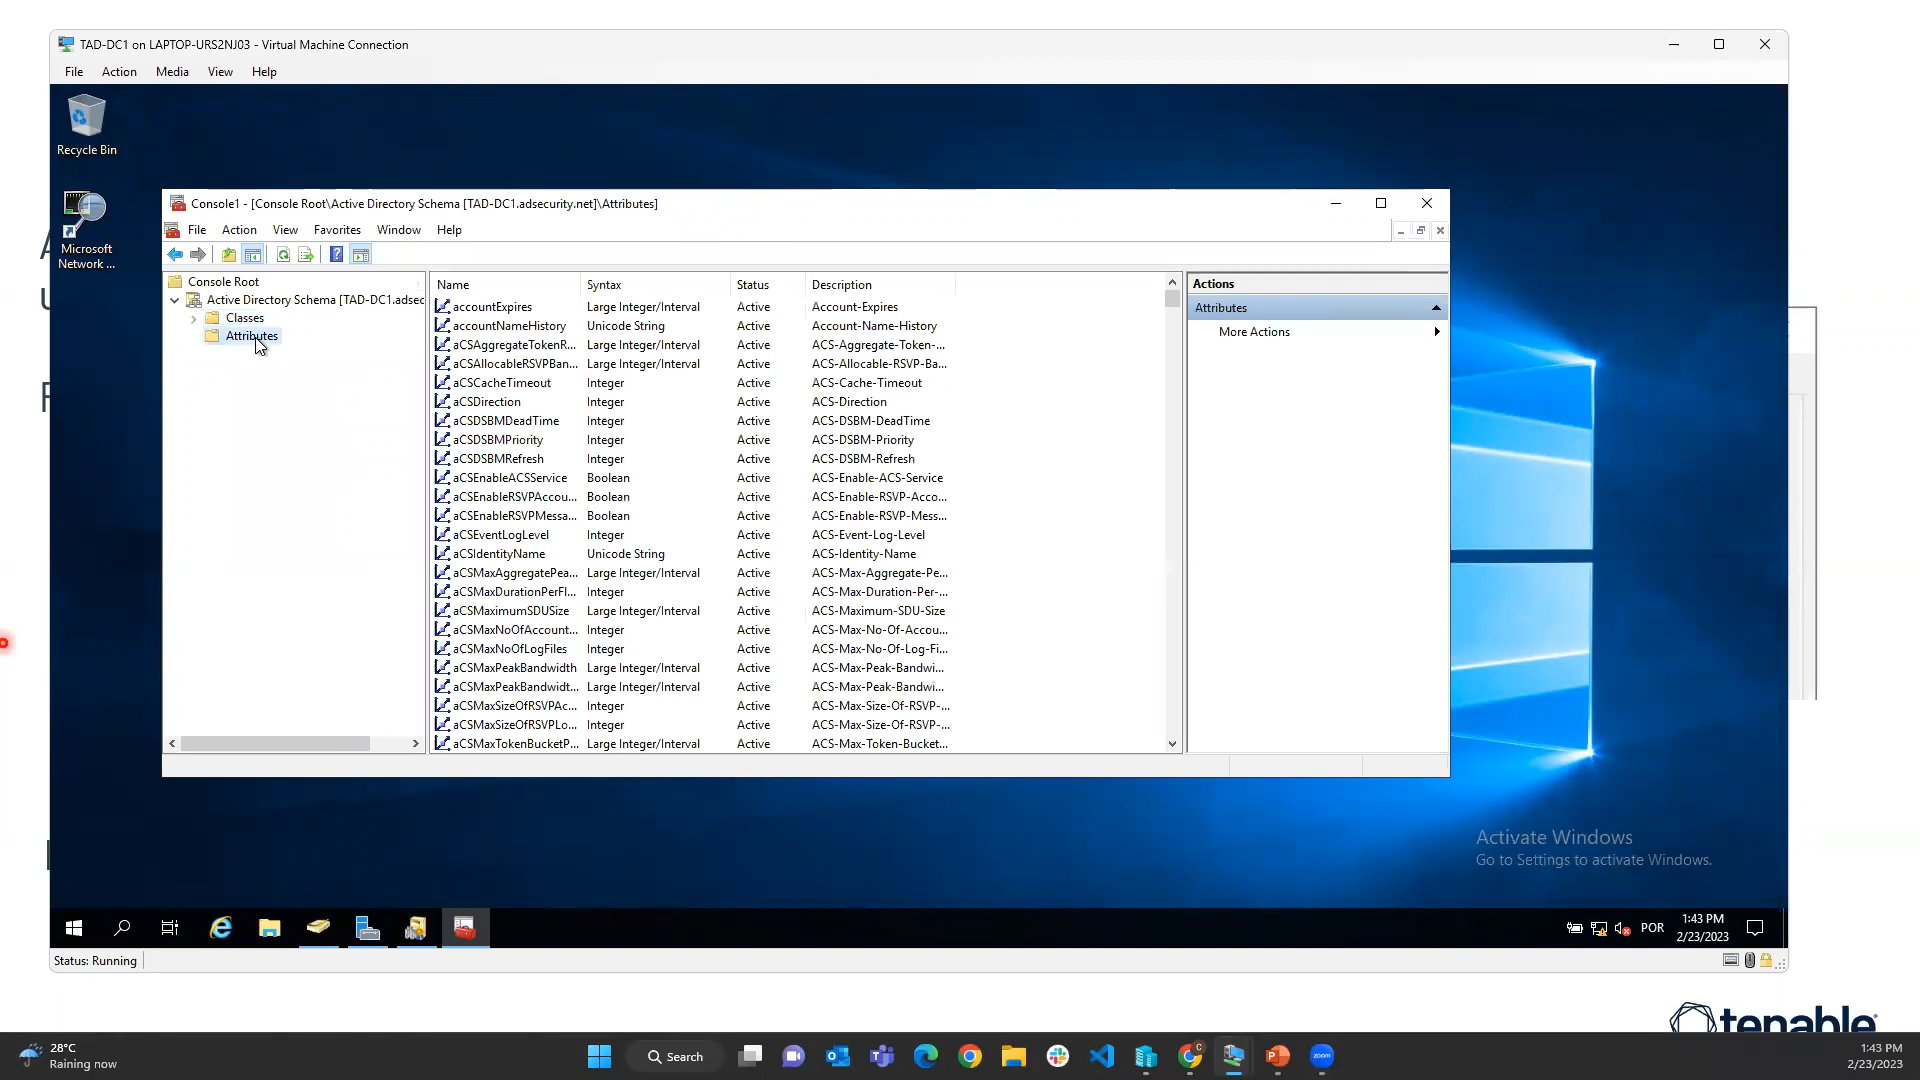 TAD-DC1 on LAPTOP-URS2NJ03 - Virtual Machine Connection
File Action Media View Help
Recycle Bin
Microsoft
Network ...
Console1 - [Console Root\Active Directory Schema [TAD-DC1.adsecurity.net]\Attributes]
File Action View Favorites Window Help
Console Root
Active Directory Schema [TAD-DC1.adsec
Classes
Attributes
Name Syntax Status Description
accountExpires Large Integer/Interval Active Account-Expires
accountNameHistory Unicode String Active Account-Name-History
aCSAggregateTokenR... Large Integer/Interval Active ACS-Aggregate-Token-...
aCSAllocableRSVPBan... Large Integer/Interval Active ACS-Allocable-RSVP-Ba...
aCSCacheTimeout Integer Active ACS-Cache-Timeout
aCSDirection Integer Active ACS-Direction
aCSDSBMDeadTime Integer Active ACS-DSBM-DeadTime
aCSDSBMPriority Integer Active ACS-DSBM-Priority
aCSDSBMRefresh Integer Active ACS-DSBM-Refresh
aCSEnableACSService Boolean Active ACS-Enable-ACS-Service
aCSEnableRSVPAccou... Boolean Active ACS-Enable-RSVP-Acco...
aCSEnableRSVPMessa... Boolean Active ACS-Enable-RSVP-Mess...
aCSEventLogLevel Integer Active ACS-Event-Log-Level
aCSIdentityName Unicode String Active ACS-Identity-Name
aCSMaxAggregatePea... Large Integer/Interval Active ACS-Max-Aggregate-Pe...
aCSMaxDurationPerFl... Integer Active ACS-Max-Duration-Per-...
aCSMaximumSDUSize Large Integer/Interval Active ACS-Maximum-SDU-Size
aCSMaxNoOfAccount... Integer Active ACS-Max-No-Of-Accou...
aCSMaxNoOfLogFiles Integer Active ACS-Max-No-Of-Log-Fi...
aCSMaxPeakBandwidth Large Integer/Interval Active ACS-Max-Peak-Bandwi...
aCSMaxPeakBandwidt... Large Integer/Interval Active ACS-Max-Peak-Bandwi...
aCSMaxSizeOfRSVPAc... Integer Active ACS-Max-Size-Of-RSVP-...
aCSMaxSizeOfRSVPLo... Integer Active ACS-Max-Size-Of-RSVP-...
aCSMaxTokenBucketP... Large Integer/Interval Active ACS-Max-Token-Bucket...
Actions
Attributes
More Actions
Activate Windows
Go to Settings to activate Windows.
POR
1:43 PM
2/23/2023
Status: Running
tenable
28°C
Raining now
Search
zoom
1:43 PM
2/23/2023